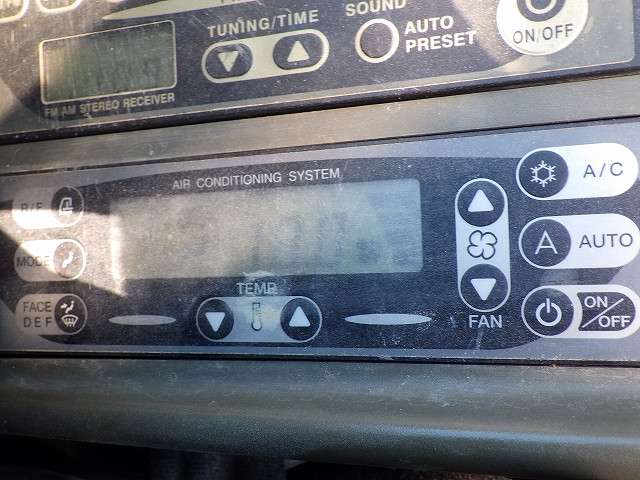 TUNING/TIME
SOUND
AUTO
PRESET
ON/OFF
FM AM STEREO RECEIVER
AIR CONDITIONING SYSTEM
R/F
MODE
FACE
DEF
TEMP
FAN
A/C
A
AUTO
ON/OFF